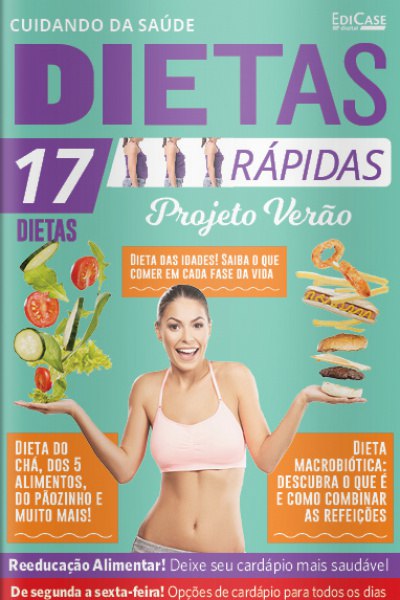 CUIDANDO DA SAÚDE
EDICASE
digital
DIETAS
17
DIETAS
RÁPIDAS
Projeto Verão
DIETA DAS IDADES! SAIBA O QUE
COMER EM CADA FASE DA VIDA
DIETA DO
CHÁ, DOS 5
ALIMENTOS,
DO PÃOZINHO E
MUITO MAIS!
DIETA
MACROBIÓTICA:
DESCUBRA O QUE É
E COMO COMBINAR
AS REFEIÇÕES
Reeducação Alimentar! Deixe seu cardápio mais saudável
De segunda a sexta-feira! Opções de cardápio para todos os dias